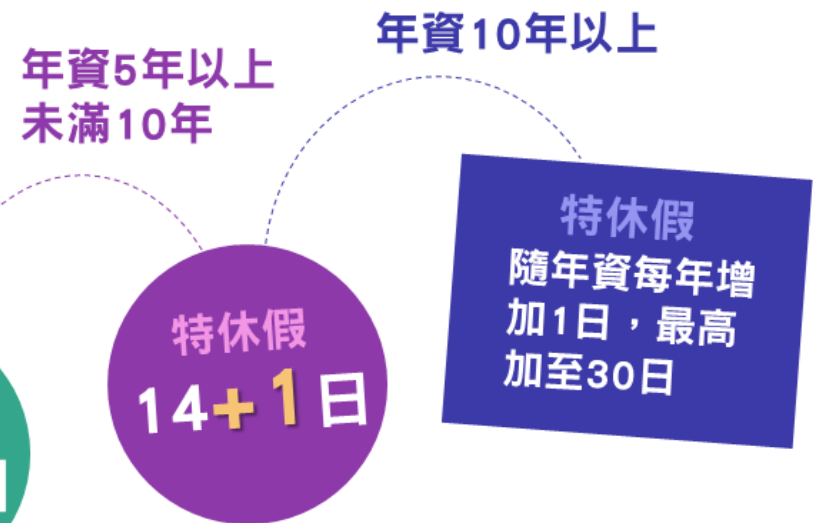 年資5年以上
未滿10年
特休假
14+1日
年資10年以上
特休假
隨年資每年增
加1日，最高
加至30日